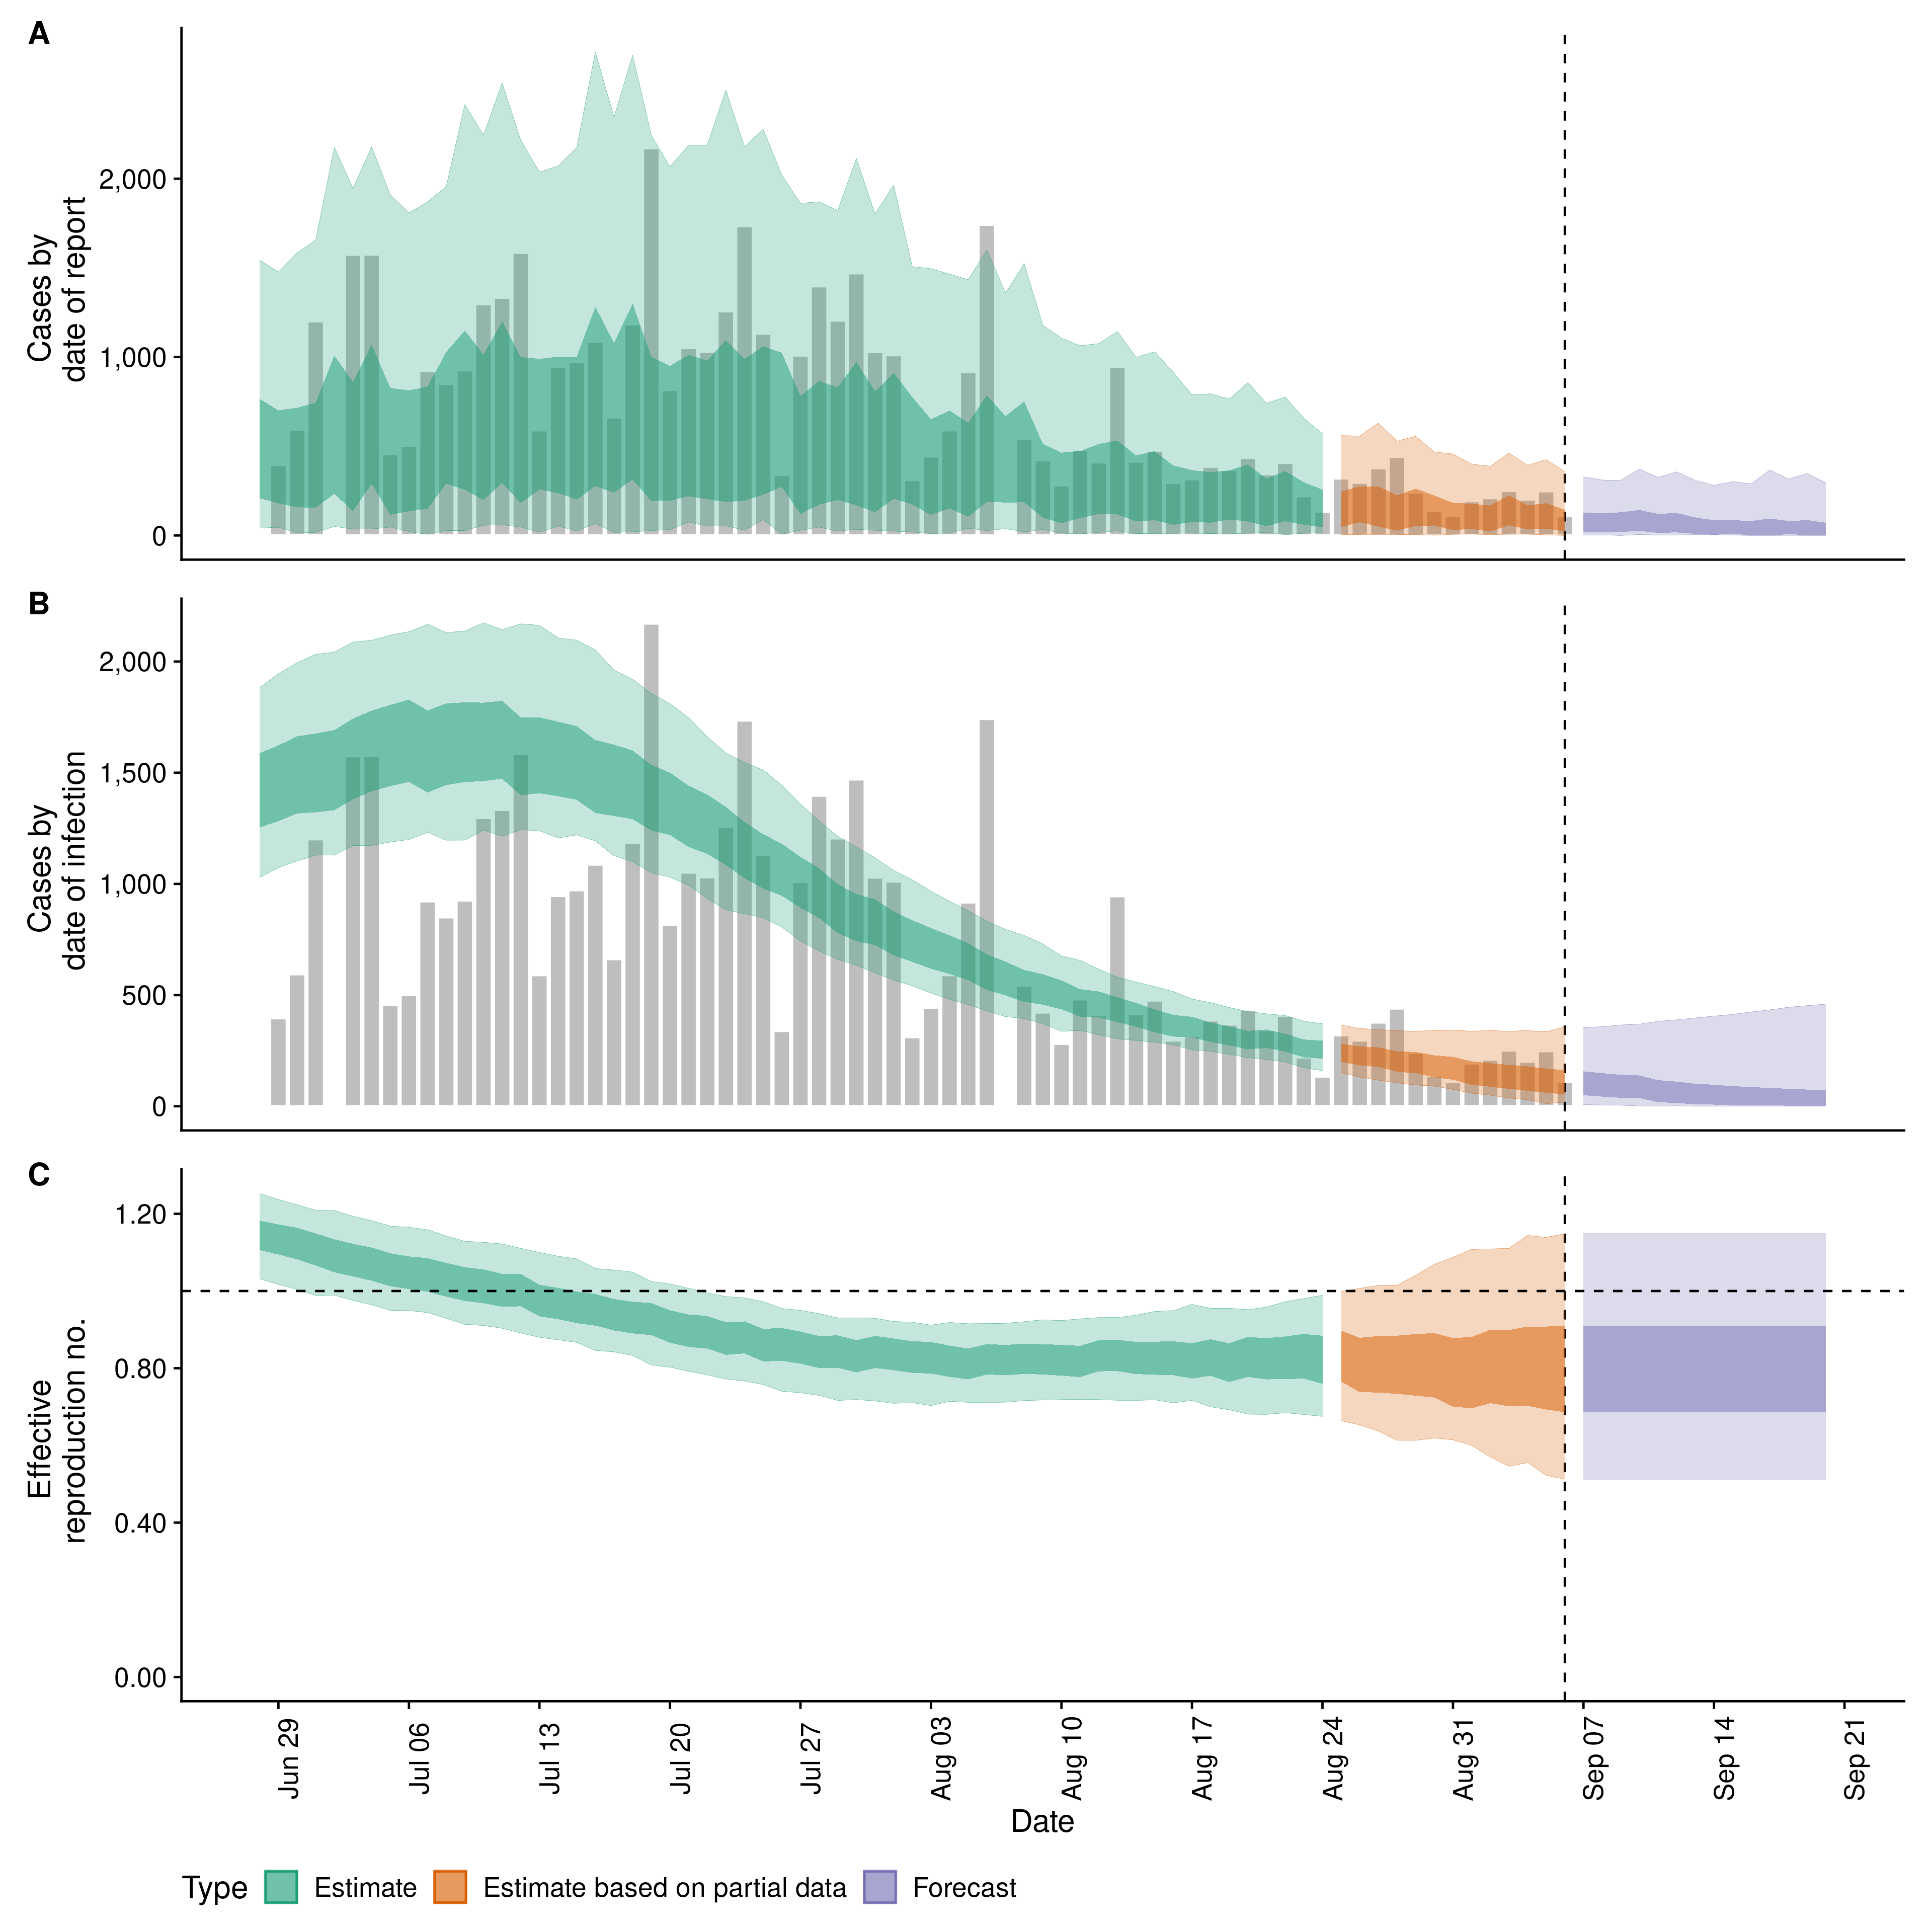 A
Cases by
date of report
2,000
1,000
0
B
Cases by
date of infection
2,000
1,500
1,000
500
0
C
Effective
reproduction no.
1.20
0.80
0.40
0.00
Jun 29
Jul 06
Jul 13
Jul 20
Jul 27
Aug 03
Aug 10
Aug 17
Aug 24
Aug 31
Sep 07
Sep 14
Sep 21
Date
Type Estimate Estimate based on partial data Forecast